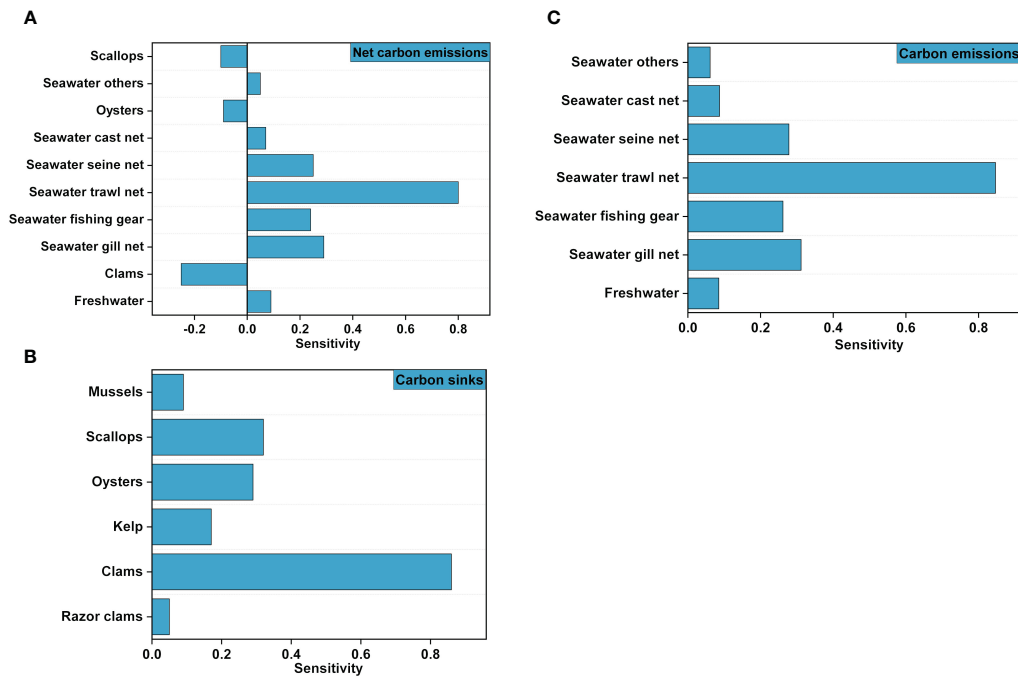 A
Net carbon emissions
Scallops
Seawater others
Oysters
Seawater cast net
Seawater seine net
Seawater trawl net
Seawater fishing gear
Seawater gill net
Clams
Freshwater
-0.2 0.0 0.2 0.4 0.6 0.8
Sensitivity
B
Carbon sinks
Mussels
Scallops
Oysters
Kelp
Clams
Razor clams
0.0 0.2 0.4 0.6 0.8
Sensitivity
C
Carbon emissions
Seawater others
Seawater cast net
Seawater seine net
Seawater trawl net
Seawater fishing gear
Seawater gill net
Freshwater
0.0 0.2 0.4 0.6 0.8
Sensitivity